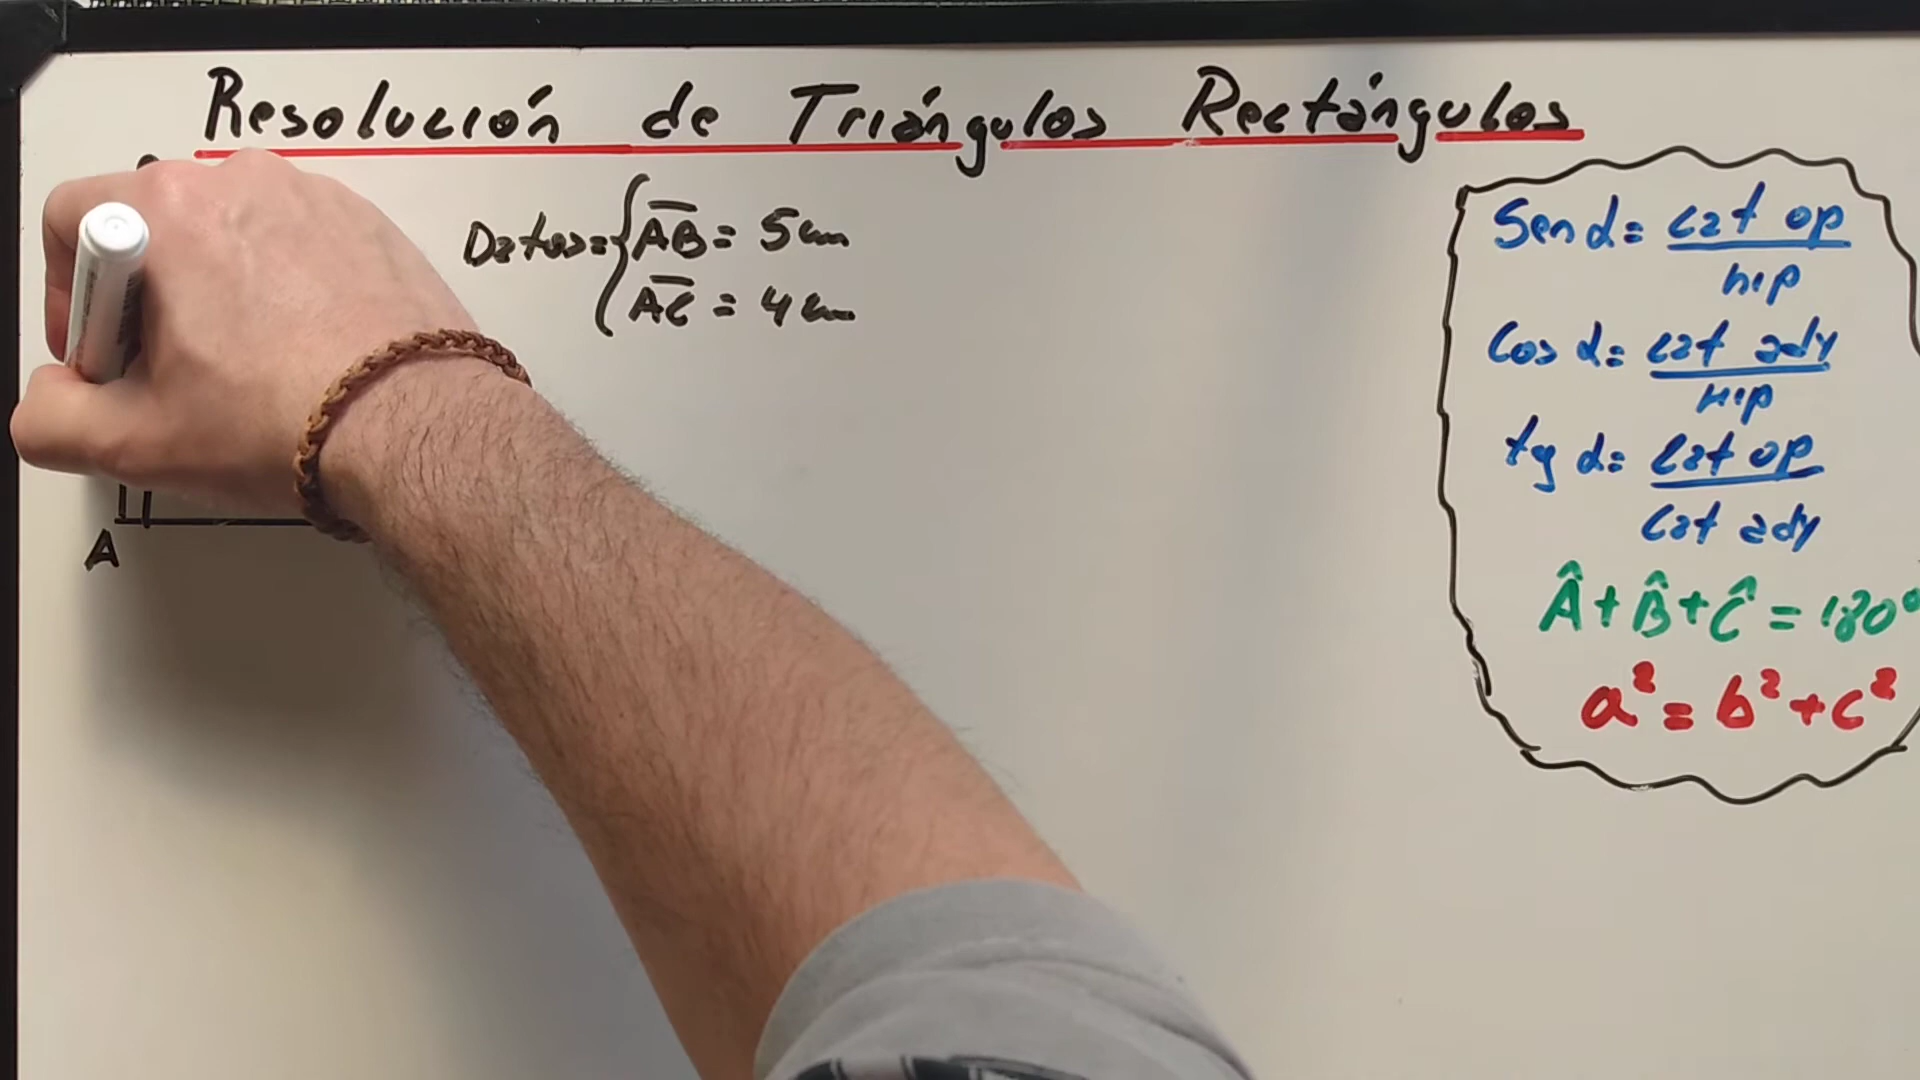 Resolución de Triángulos Rectángulos
Datos = { AB = 5cm
AC = 4cm
A
Sen α = cat op
hip
Cos α = cat ady
hip
tg α = cat op
cat ady
Â + B̂ + Ĉ = 180°
a² = b² + c²